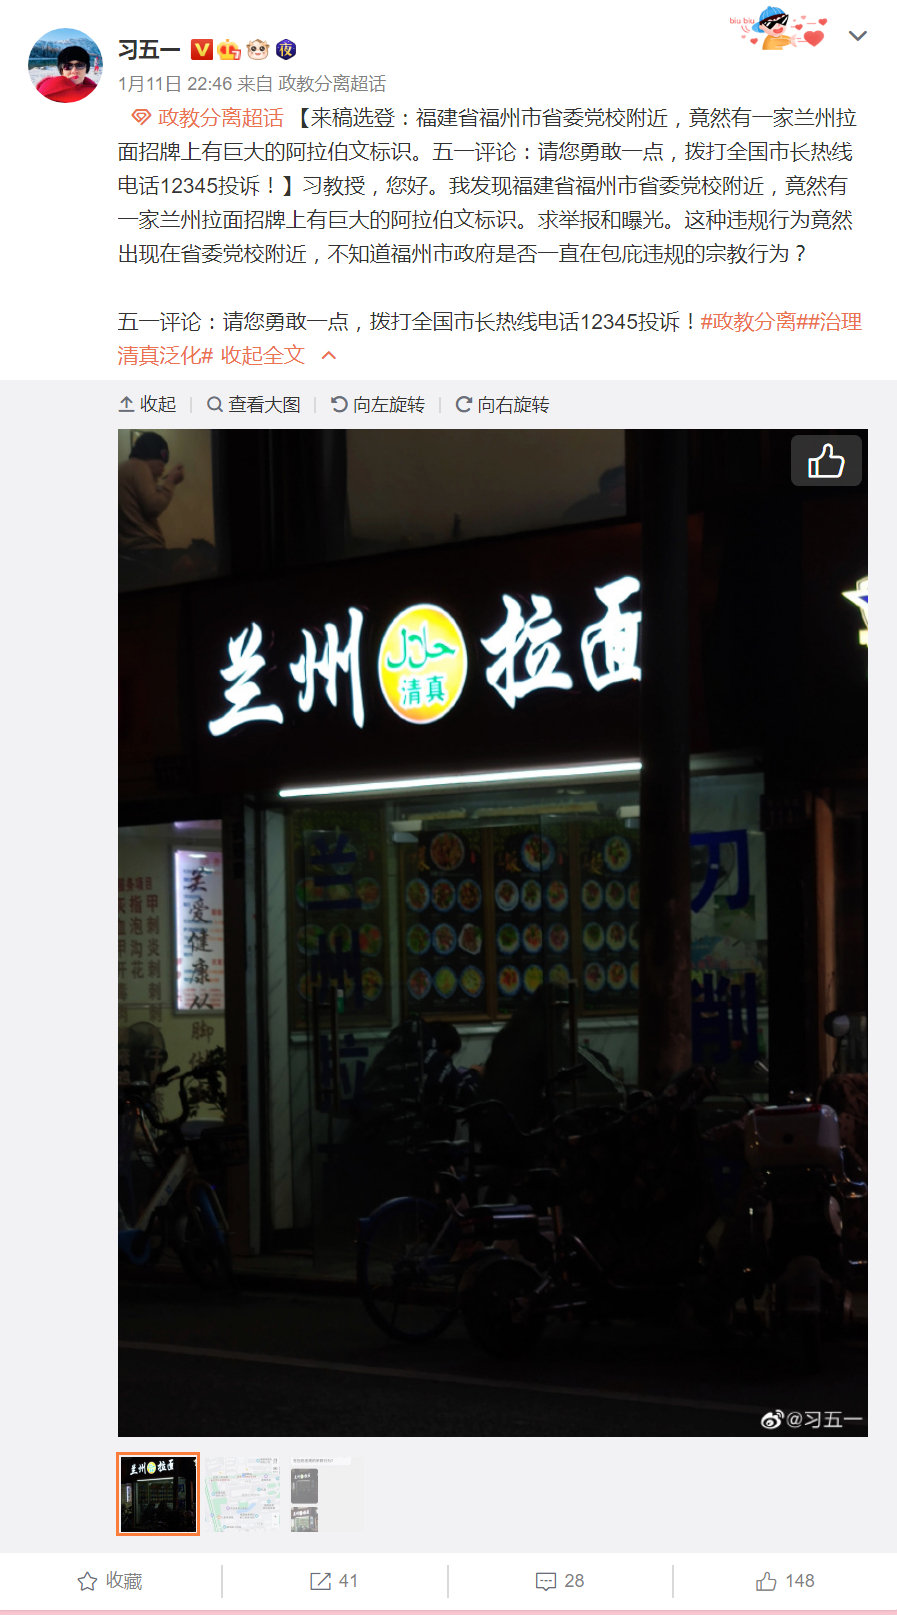 习五一
biu biu
1月11日 22:46 来自 政教分离超话
政教分离超话 【来稿选登：福建省福州市省委党校附近，竟然有一家兰州拉
面招牌上有巨大的阿拉伯文标识。五一评论：请您勇敢一点，拨打全国市长热线
电话12345投诉！】习教授，您好。我发现福建省福州市省委党校附近，竟然有
一家兰州拉面招牌上有巨大的阿拉伯文标识。求举报和曝光。这种违规行为竟然
出现在省委党校附近，不知道福州市政府是否一直在包庇违规的宗教行为？
五一评论：请您勇敢一点，拨打全国市长热线电话12345投诉！#政教分离##治理
清真泛化# 收起全文
收起 查看大图 向左旋转 向右旋转
兰州 حلال 清真 拉面
服务项目
灰指甲
关爱健康从脚
兰州拉
刀削
@习五一
收藏 41 28 148